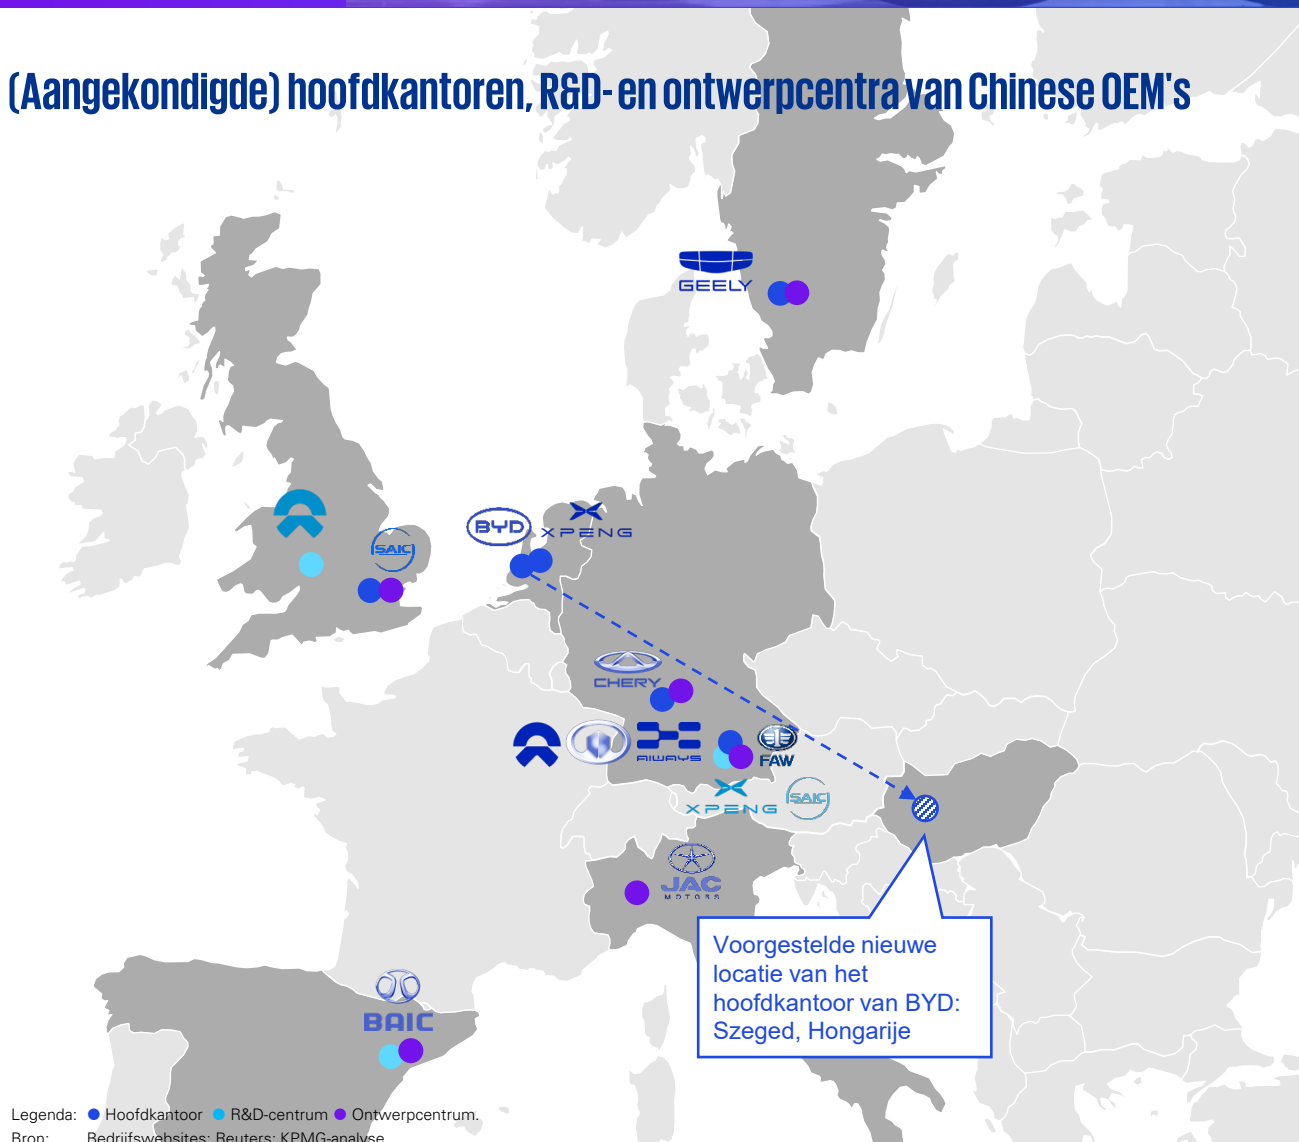 (Aangekondigde) hoofdkantoren, R&D- en ontwerpcentra van Chinese OEM's
GEELY
BYD
XPENG
SAIC
CHERY
AIWAYS
FAW
XPENG
SAIC
JAC
MOTORS
Voorgestelde nieuwe
locatie van het
hoofdkantoor van BYD:
Szeged, Hongarije
BAIC
Legenda: Hoofdkantoor R&D-centrum Ontwerpcentrum.
Bron: Bedrijfswebsites; Reuters; KPMG-analyse